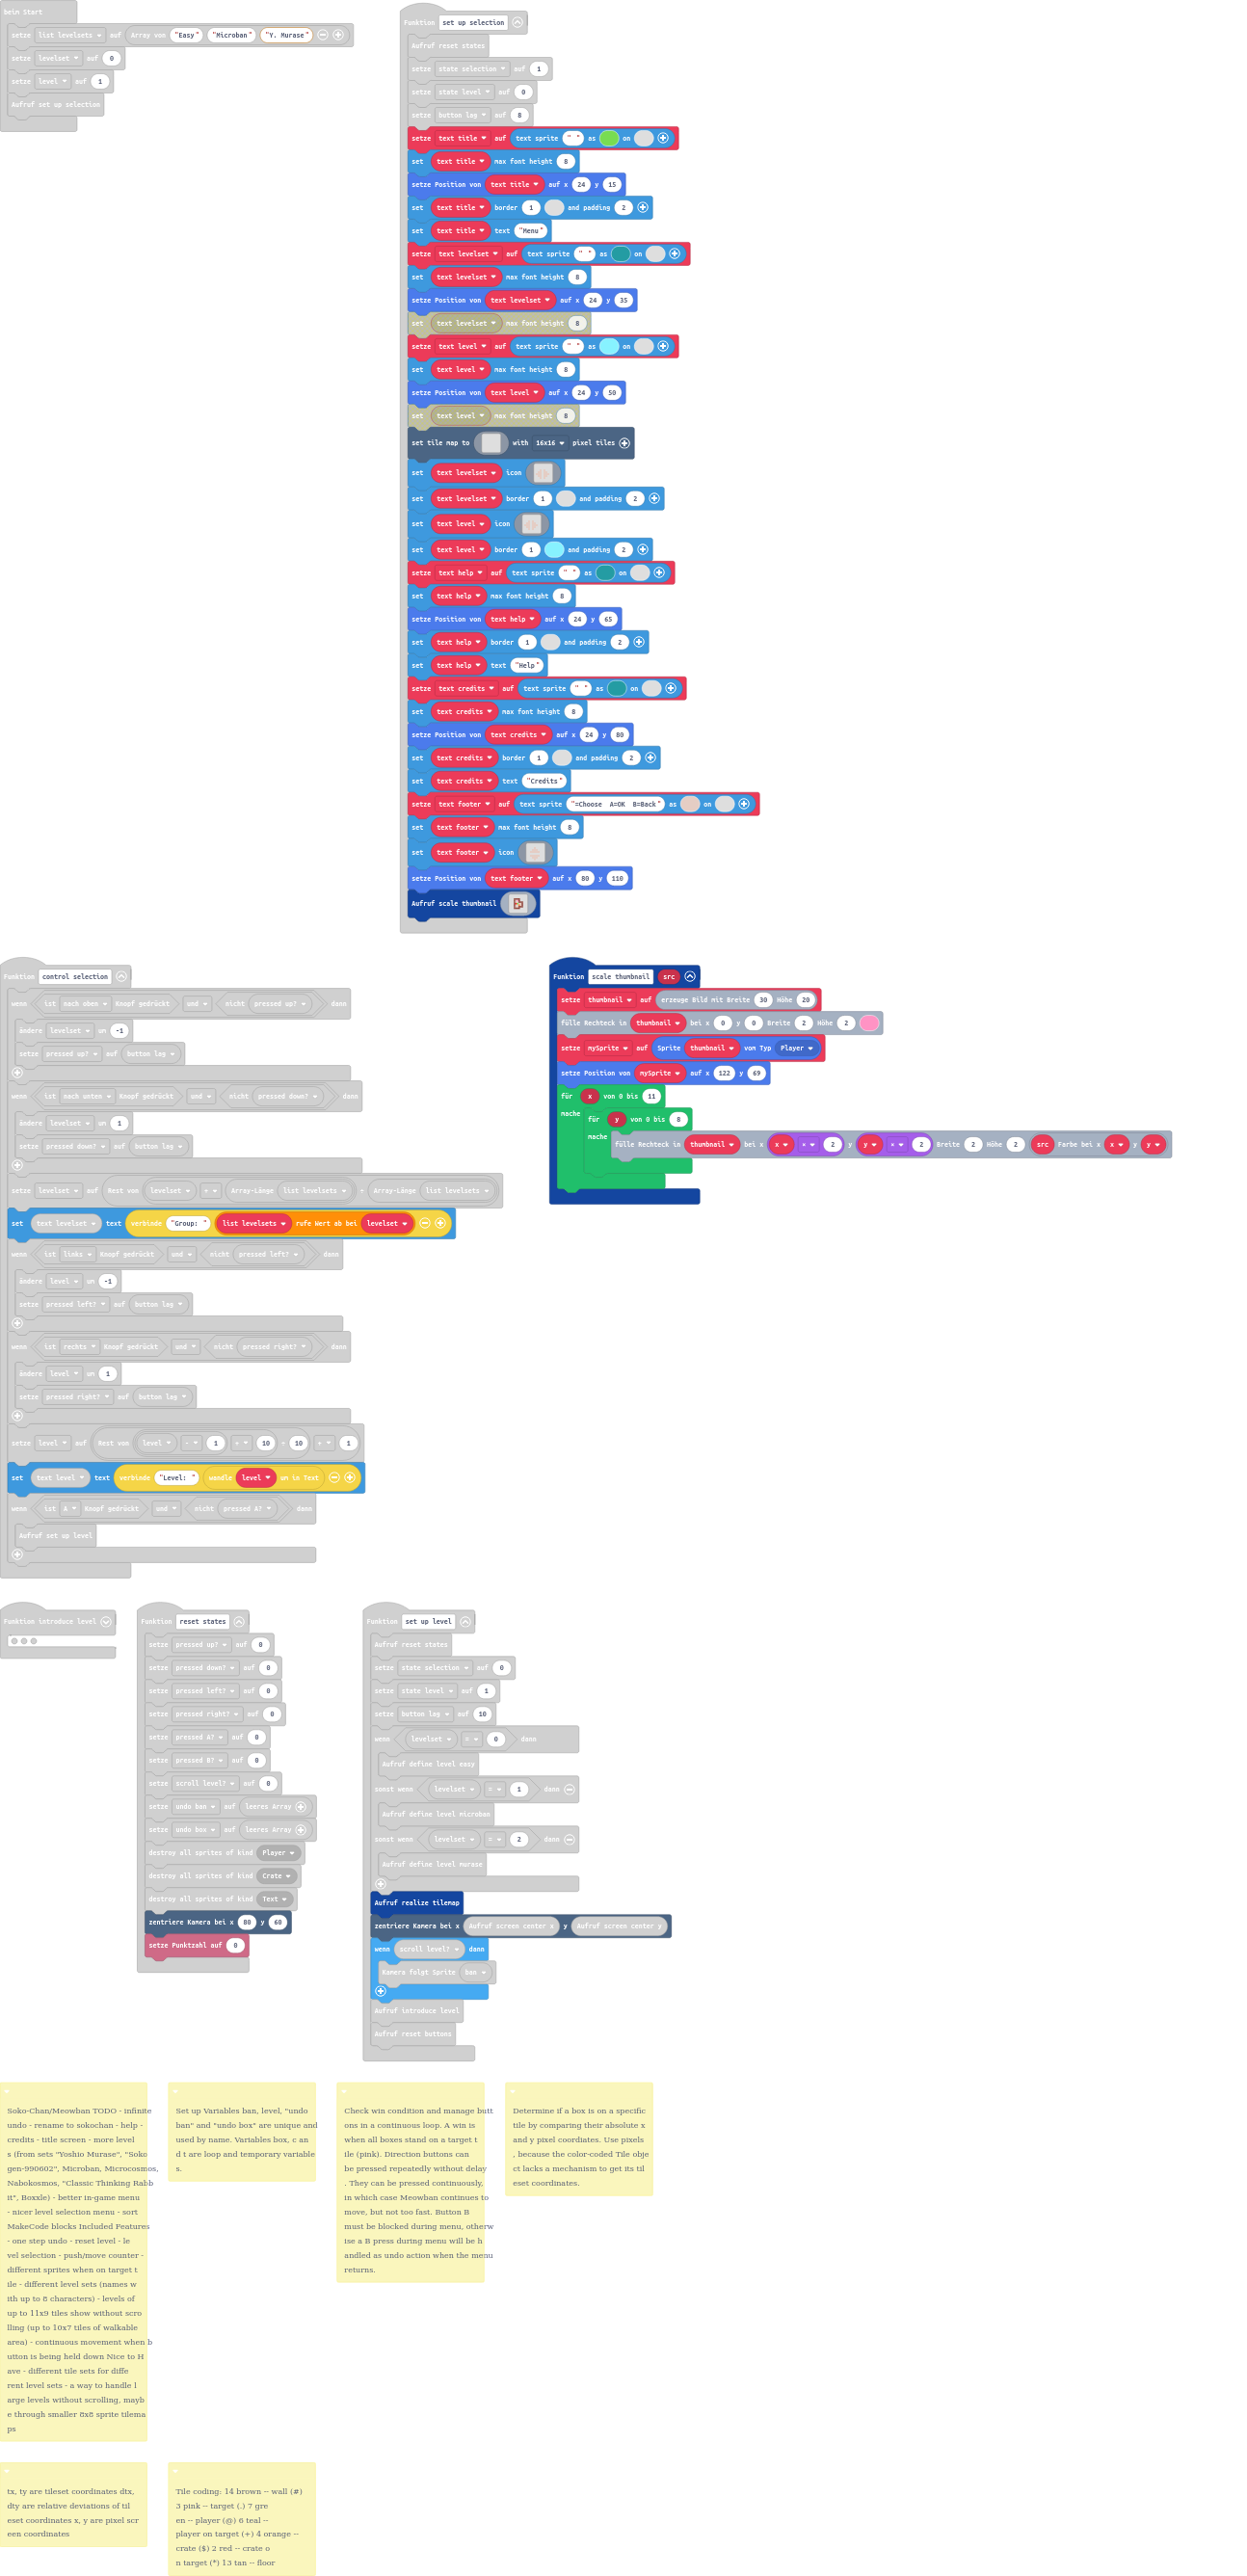 beim Start
setze list levelsets auf Array von "Easy" "Microban" "Y. Murase"
setze levelset auf 0
setze level auf 1
Aufruf set up selection
Funktion set up selection
Aufruf reset states
setze state selection auf 1
setze state level auf 0
setze button lag auf 8
setze text title auf text sprite " " as on
set text title max font height 8
setze Position von text title auf x 24 y 15
set text title border 1 and padding 2
set text title text "Menu"
setze text levelset auf text sprite " " as on
set text levelset max font height 8
setze Position von text levelset auf x 24 y 35
set text levelset max font height 8
setze text level auf text sprite " " as on
set text level max font height 8
setze Position von text level auf x 24 y 50
set text level max font height 8
set tile map to with 16x16 pixel tiles
set text levelset icon
set text levelset border 1 and padding 2
set text level icon
set text level border 1 and padding 2
setze text help auf text sprite " " as on
set text help max font height 8
setze Position von text help auf x 24 y 65
set text help border 1 and padding 2
set text help text "Help"
setze text credits auf text sprite " " as on
set text credits max font height 8
setze Position von text credits auf x 24 y 80
set text credits border 1 and padding 2
set text credits text "Credits"
setze text footer auf text sprite "=Choose A=OK B=Back" as on
set text footer max font height 8
set text footer icon
setze Position von text footer auf x 80 y 110
Aufruf scale thumbnail
Funktion control selection
wenn ist nach oben Knopf gedrückt und nicht pressed up? dann
ändere levelset um -1
setze pressed up? auf button lag
wenn ist nach unten Knopf gedrückt und nicht pressed down? dann
ändere levelset um 1
setze pressed down? auf button lag
setze levelset auf Rest von levelset + Array-Länge list levelsets ÷ Array-Länge list levelsets
set text levelset text verbinde "Group: " list levelsets rufe Wert ab bei levelset
wenn ist links Knopf gedrückt und nicht pressed left? dann
ändere level um -1
setze pressed left? auf button lag
wenn ist rechts Knopf gedrückt und nicht pressed right? dann
ändere level um 1
setze pressed right? auf button lag
setze level auf Rest von level - 1 + 10 ÷ 10 + 1
set text level text verbinde "Level: " wandle level um in Text
wenn ist A Knopf gedrückt und nicht pressed A? dann
Aufruf set up level
Funktion scale thumbnail src
setze thumbnail auf erzeuge Bild mit Breite 30 Höhe 20
fülle Rechteck in thumbnail bei x 0 y 0 Breite 2 Höhe 2
setze mySprite auf Sprite thumbnail vom Typ Player
setze Position von mySprite auf x 122 y 69
für x von 0 bis 11
mache
für y von 0 bis 8
mache
fülle Rechteck in thumbnail bei x x × 2 y y × 2 Breite 2 Höhe 2 src Farbe bei x x y y
Funktion introduce level
Funktion reset states
setze pressed up? auf 0
setze pressed down? auf 0
setze pressed left? auf 0
setze pressed right? auf 0
setze pressed A? auf 0
setze pressed B? auf 0
setze scroll level? auf 0
setze undo ban auf leeres Array
setze undo box auf leeres Array
destroy all sprites of kind Player
destroy all sprites of kind Crate
destroy all sprites of kind Text
zentriere Kamera bei x 80 y 60
setze Punktzahl auf 0
Funktion set up level
Aufruf reset states
setze state selection auf 0
setze state level auf 1
setze button lag auf 10
wenn levelset = 0 dann
Aufruf define level easy
sonst wenn levelset = 1 dann
Aufruf define level microban
sonst wenn levelset = 2 dann
Aufruf define level murase
Aufruf realize tilemap
zentriere Kamera bei x Aufruf screen center x y Aufruf screen center y
wenn scroll level? dann
Kamera folgt Sprite ban
Aufruf introduce level
Aufruf reset buttons
Soko-Chan/Meowban TODO - infinite
undo - rename to sokochan - help -
credits - title screen - more level
s (from sets "Yoshio Murase", "Soko
gen-990602", Microban, Microcosmos,
Nabokosmos, "Classic Thinking Rabb
it", Boxxle) - better in-game menu
- nicer level selection menu - sort
MakeCode blocks Included Features
- one step undo - reset level - le
vel selection - push/move counter -
different sprites when on target t
ile - different level sets (names w
ith up to 8 characters) - levels of
up to 11x9 tiles show without scro
lling (up to 10x7 tiles of walkable
area) - continuous movement when b
utton is being held down Nice to H
ave - different tile sets for diffe
rent level sets - a way to handle l
arge levels without scrolling, mayb
e through smaller 8x8 sprite tilema
ps
Set up Variables ban, level, "undo
ban" and "undo box" are unique and
used by name. Variables box, c an
d t are loop and temporary variable
s.
Check win condition and manage butt
ons in a continuous loop. A win is
when all boxes stand on a target t
ile (pink). Direction buttons can
be pressed repeatedly without delay
. They can be pressed continuously,
in which case Meowban continues to
move, but not too fast. Button B
must be blocked during menu, otherw
ise a B press during menu will be h
andled as undo action when the menu
returns.
Determine if a box is on a specific
tile by comparing their absolute x
and y pixel coordiates. Use pixels
, because the color-coded Tile obje
ct lacks a mechanism to get its til
eset coordinates.
tx, ty are tileset coordinates dtx,
dty are relative deviations of til
eset coordinates x, y are pixel scr
een coordinates
Tile coding: 14 brown -- wall (#)
3 pink -- target (.) 7 gre
en -- player (@) 6 teal --
player on target (+) 4 orange --
crate ($) 2 red -- crate o
n target (*) 13 tan -- floor